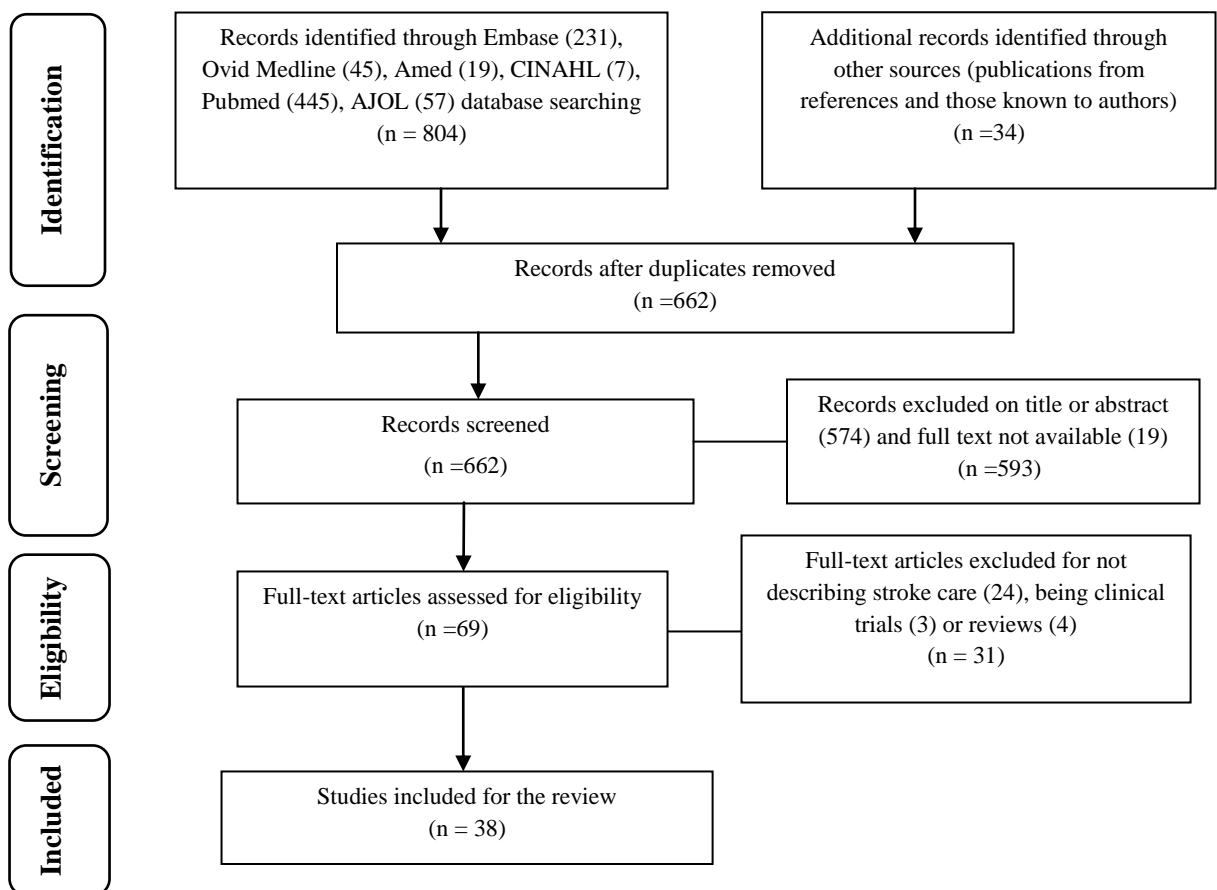 Identification
Records identified through Embase (231),
Ovid Medline (45), Amed (19), CINAHL (7),
Pubmed (445), AJOL (57) database searching
(n = 804)
Additional records identified through
other sources (publications from
references and those known to authors)
(n =34)
Records after duplicates removed
(n =662)
Screening
Records screened
(n =662)
Records excluded on title or abstract
(574) and full text not available (19)
n =593)
Eligibility
Full-text articles assessed for eligibility
(n =69)
Full-text articles excluded for not
describing stroke care (24), being clinical
trials (3) or reviews (4)
(n = 31)
Included
Studies included for the review
(n = 38)